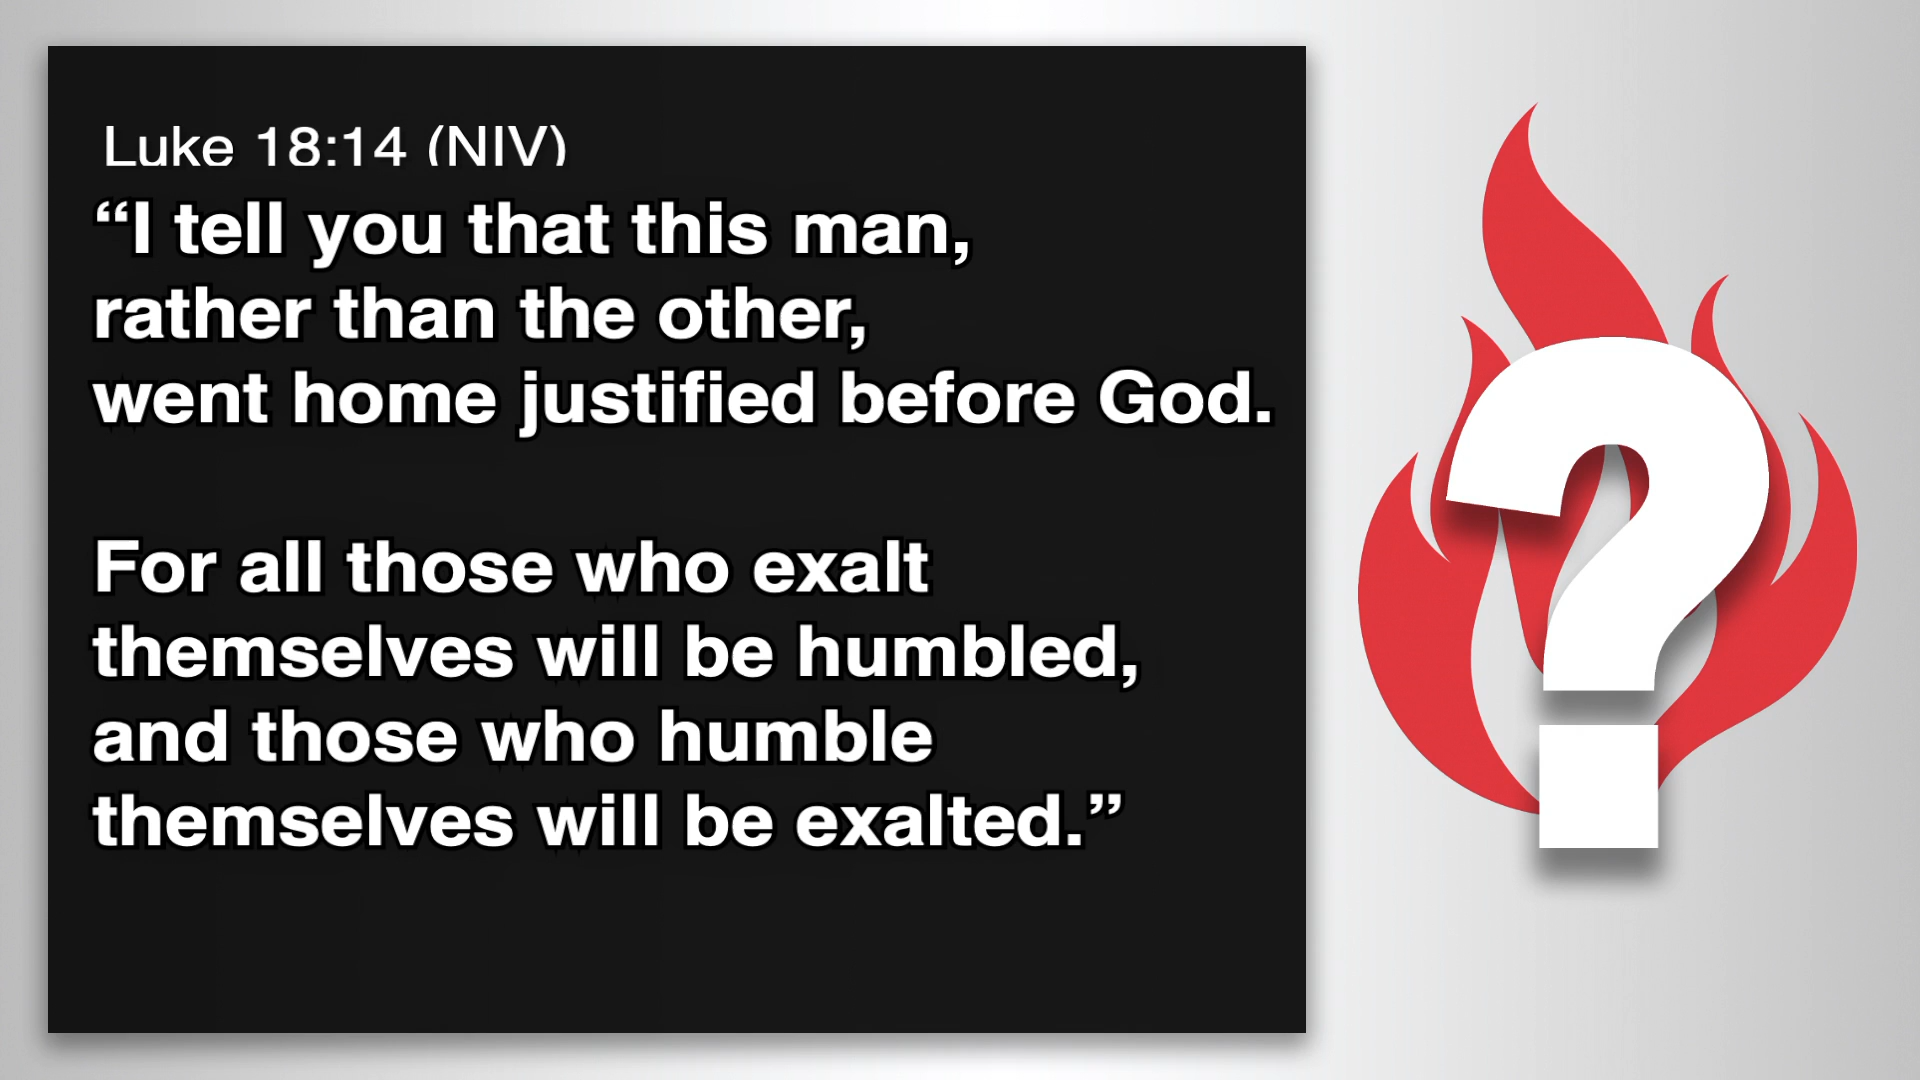 Luke 18:14 (NIV)
“I tell you that this man,
rather than the other,
went home justified before God.
For all those who exalt
themselves will be humbled,
and those who humble
themselves will be exalted.”
?